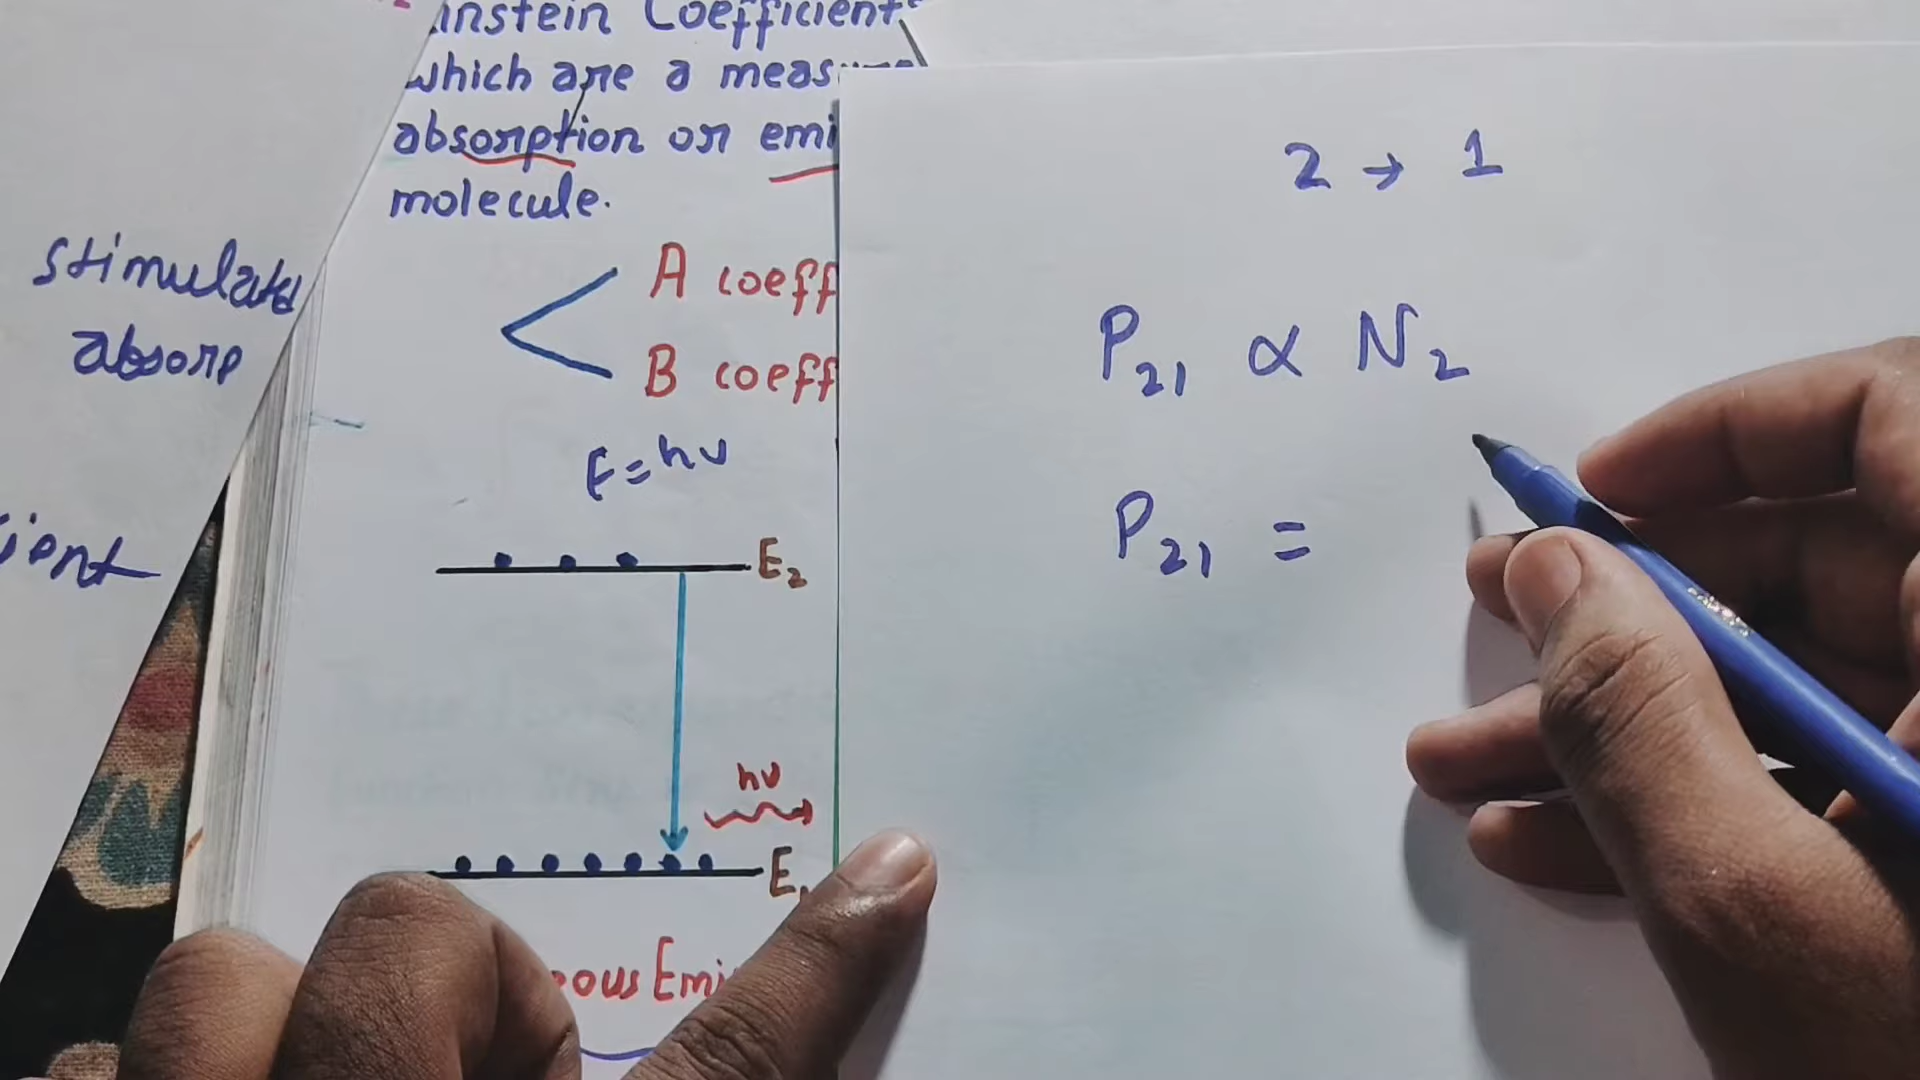 instein Coefficient
which are a meas
absorption or emi
molecule.
stimulated
absorp
ient
A coeff
B coeff
E=hν
E₂
hν
E
ous Emi
2 → 1
P₂₁ ∝ N₂
P₂₁ =